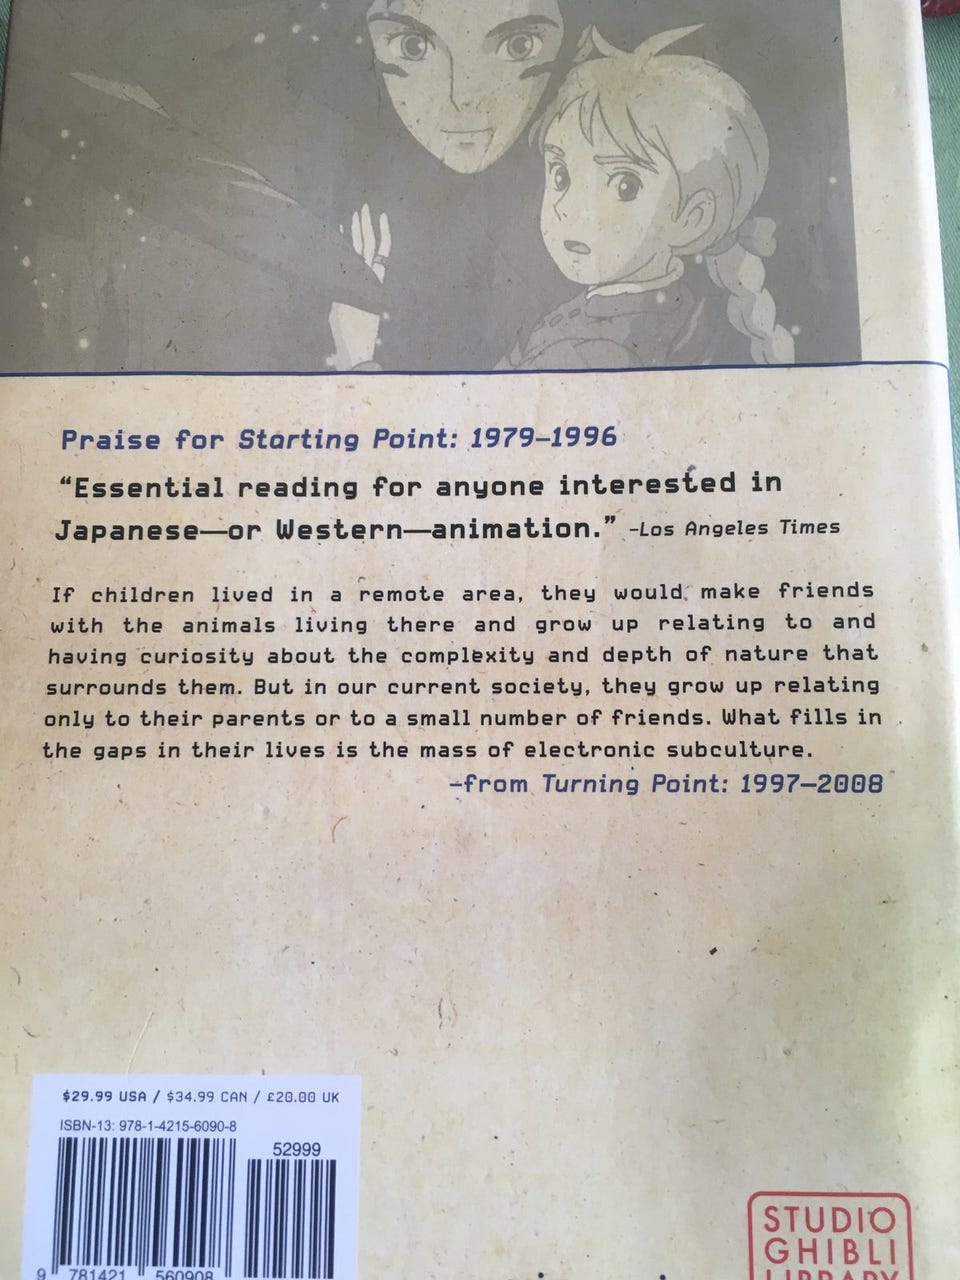 Praise for Starting Point: 1979–1996
“Essential reading for anyone interested in
Japanese—or Western—animation.” -Los Angeles Times
If children lived in a remote area, they would make friends
with the animals living there and grow up relating to and
having curiosity about the complexity and depth of nature that
surrounds them. But in our current society, they grow up relating
only to their parents or to a small number of friends. What fills in
the gaps in their lives is the mass of electronic subculture.
–from Turning Point: 1997–2008
$29.99 USA / $34.99 CAN / £20.00 UK
ISBN-13: 978-1-4215-6090-8
52999
9 781421 560908
STUDIO
GHIBLI
LIBRARY